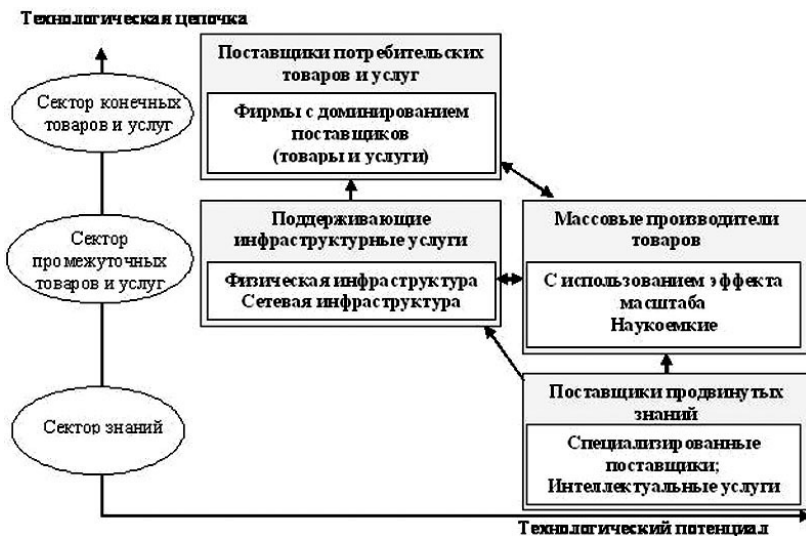 Технологическая цепочка
Поставщики потребительских
товаров и услуг
Фирмы с доминированием
поставщиков
(товары и услуги)
Сектор конечных
товаров и услуг
Поддерживающие
инфраструктурные услуги
Физическая инфраструктура
Сетевая инфраструктура
Массовые производители
товаров
С использованием эффекта
масштаба
Наукоемкие
Сектор
промежуточных
товаров и услуг
Поставщики продвинутых
знаний
Специализированные
поставщики;
Интеллектуальные услуги
Сектор знаний
Технологический потенциал